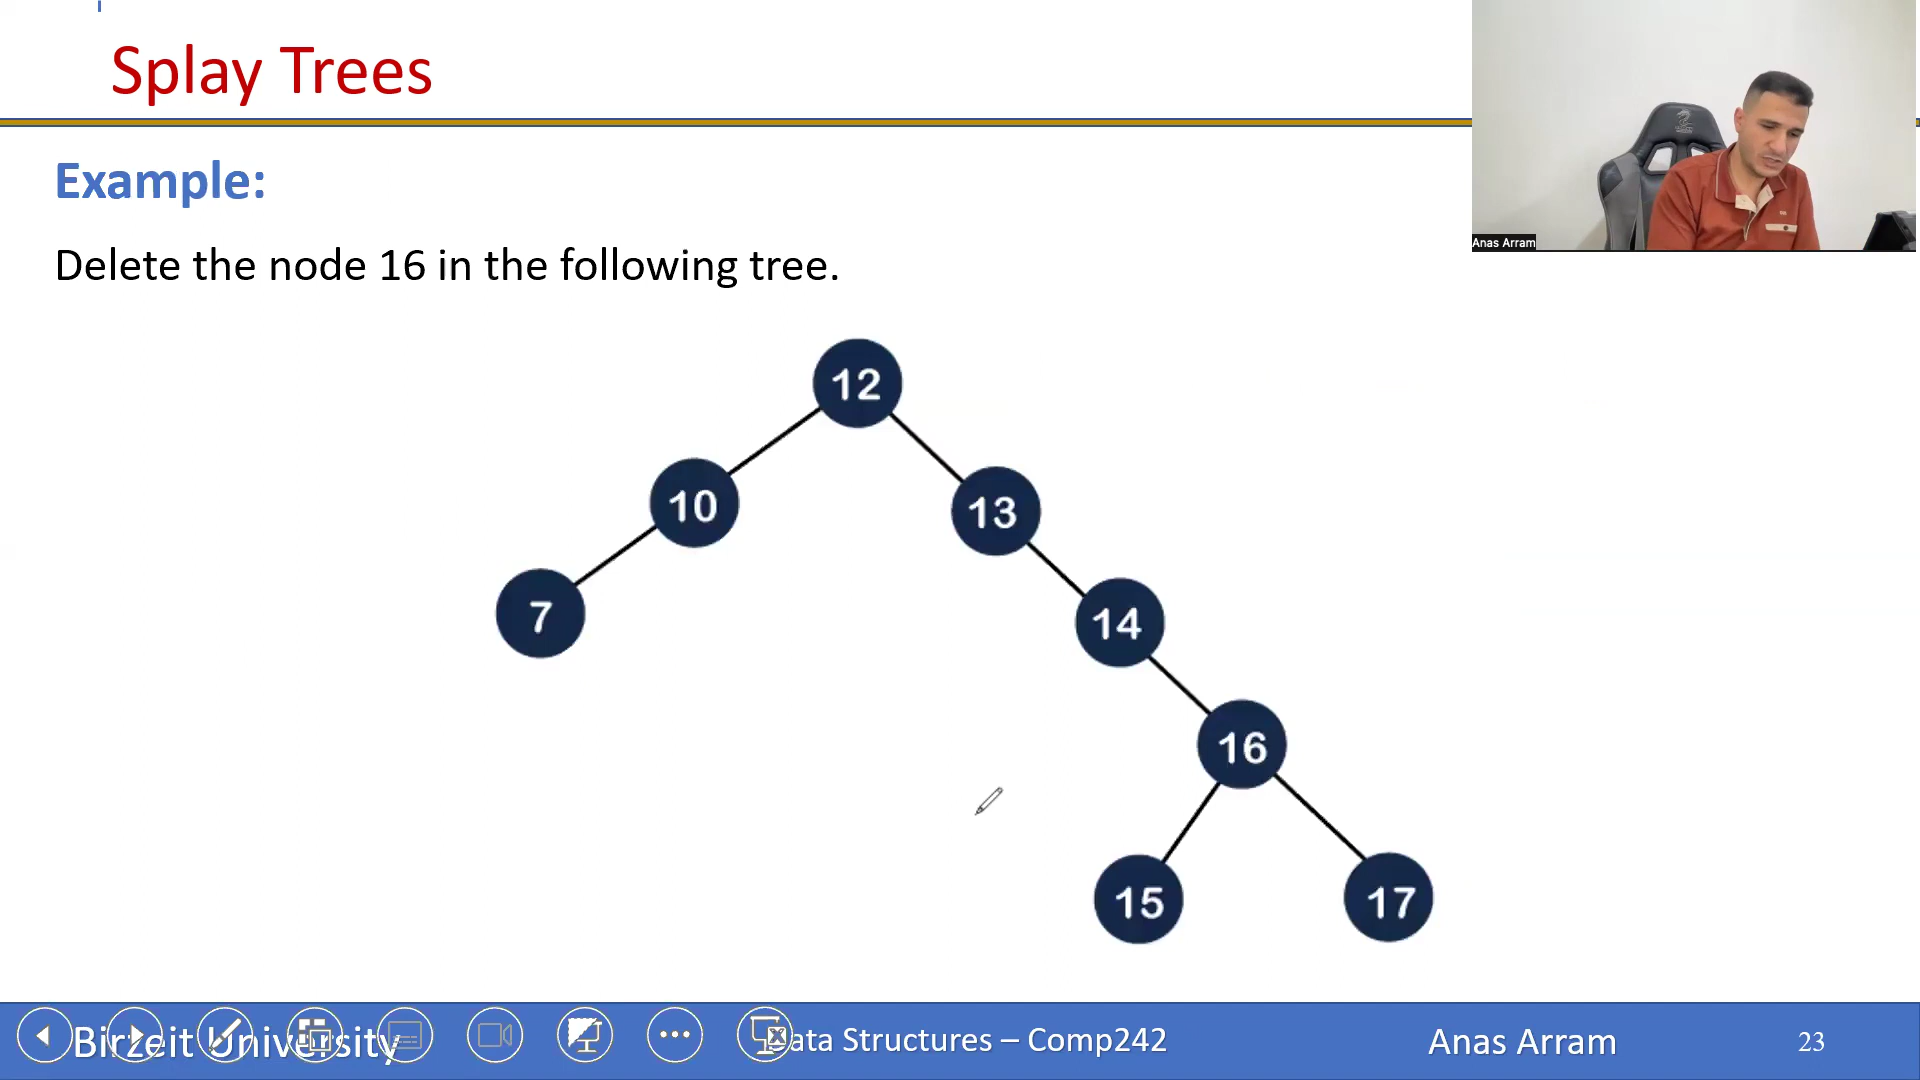 Splay Trees
Anas Arram
Example:
Delete the node 16 in the following tree.
12
10
13
7
14
16
15
17
Birzeit University
Data Structures – Comp242
Anas Arram
23